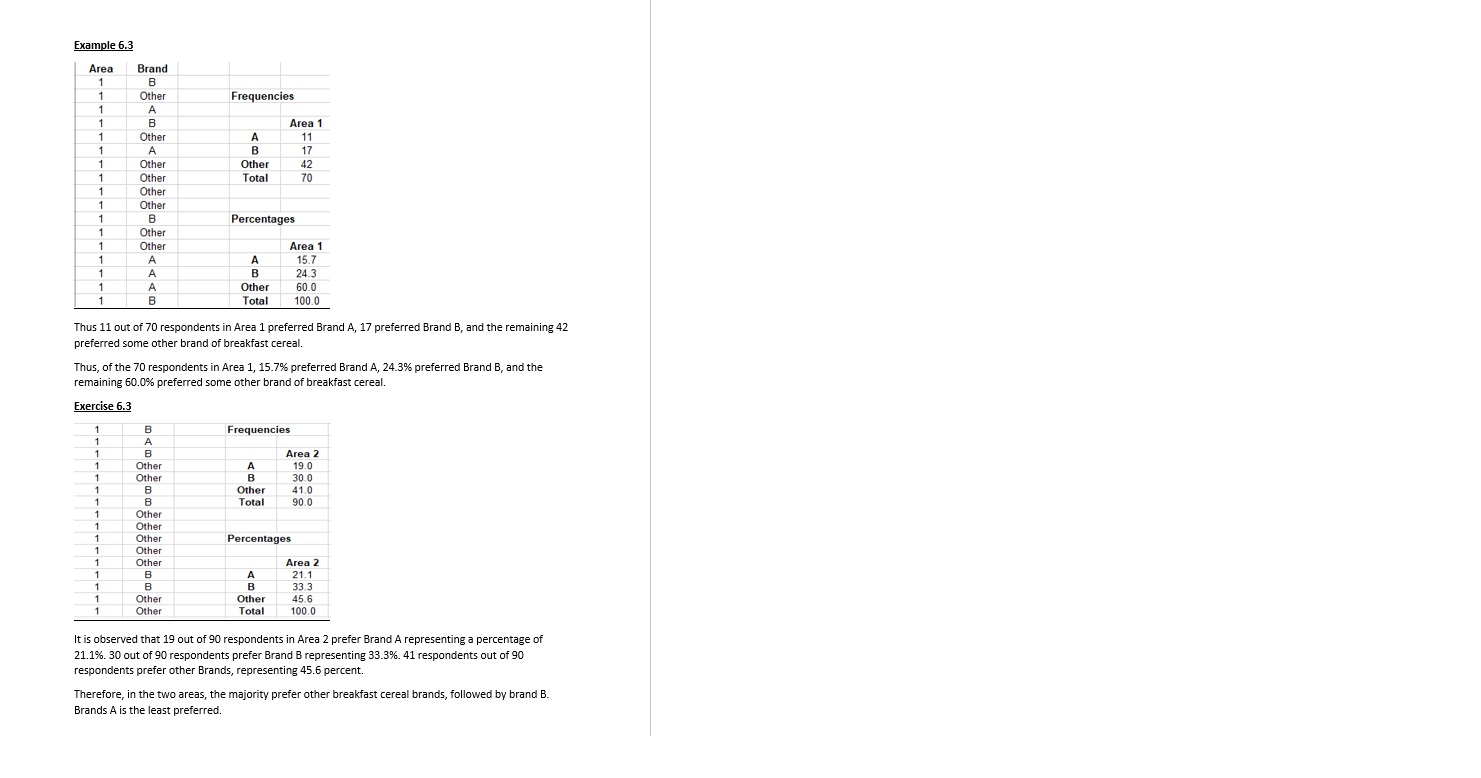 Example 6.3
Area Brand
1 B
1 Other Frequencies
1 A
1 B Area 1
1 Other A 11
1 A B 17
1 Other Other 42
1 Other Total 70
1 Other
1 Other
1 B Percentages
1 Other
1 Other Area 1
1 A A 15.7
1 A B 24.3
1 A Other 60.0
1 B Total 100.0
Thus 11 out of 70 respondents in Area 1 preferred Brand A, 17 preferred Brand B, and the remaining 42
preferred some other brand of breakfast cereal.
Thus, of the 70 respondents in Area 1, 15.7% preferred Brand A, 24.3% preferred Brand B, and the
remaining 60.0% preferred some other brand of breakfast cereal.
Exercise 6.3
1 B Frequencies
1 A
1 B Area 2
1 Other A 19.0
1 Other B 30.0
1 B Other 41.0
1 B Total 90.0
1 Other
1 Other
1 Other Percentages
1 Other
1 Other Area 2
1 B A 21.1
1 B B 33.3
1 Other Other 45.6
1 Other Total 100.0
It is observed that 19 out of 90 respondents in Area 2 prefer Brand A representing a percentage of
21.1%. 30 out of 90 respondents prefer Brand B representing 33.3%. 41 respondents out of 90
respondents prefer other Brands, representing 45.6 percent.
Therefore, in the two areas, the majority prefer other breakfast cereal brands, followed by brand B.
Brands A is the least preferred.